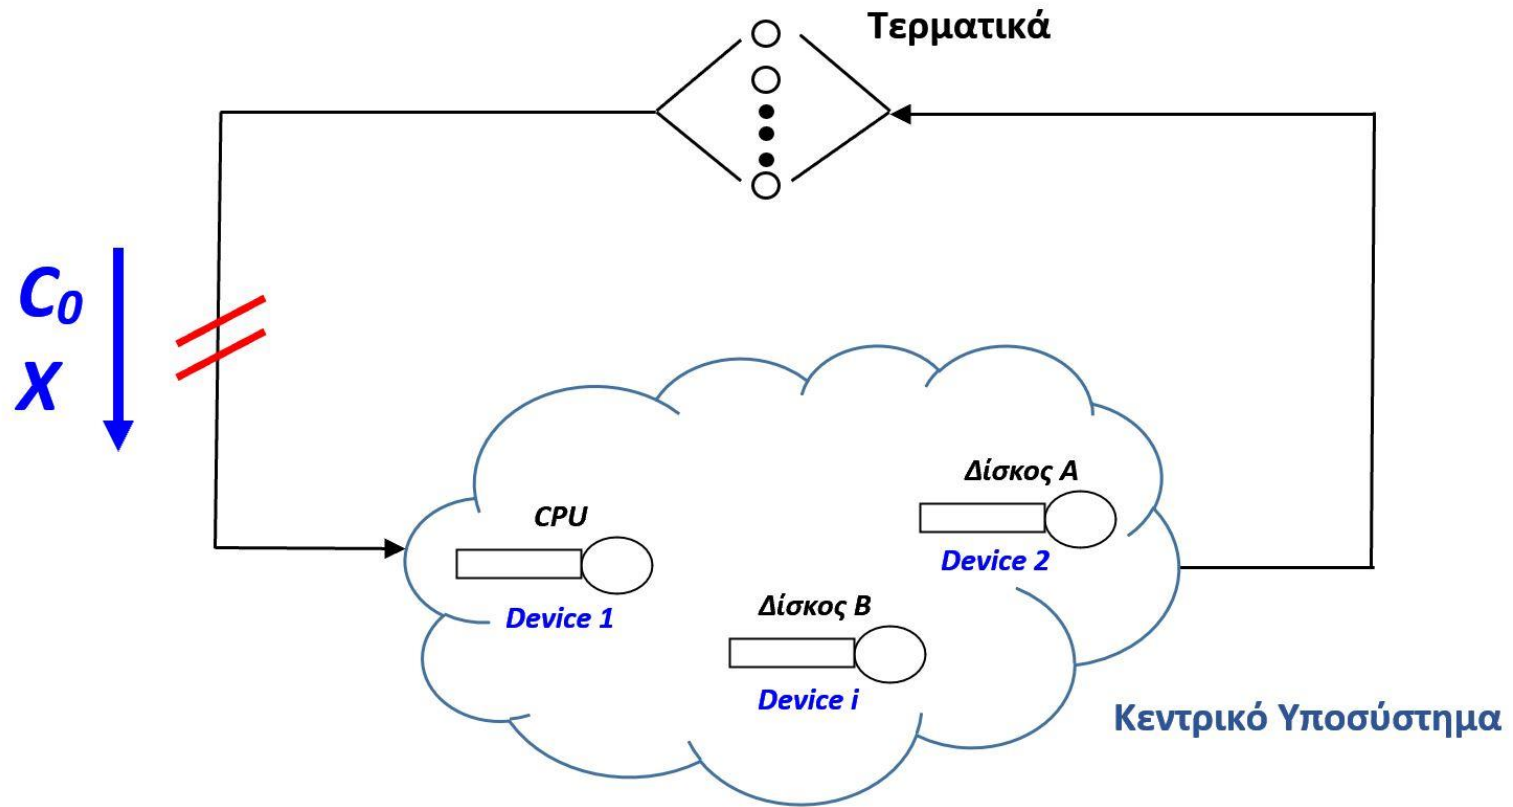 Τερματικά
C0
X
Δίσκος Α
CPU
Device 2
Δίσκος Β
Device 1
Device i
Κεντρικό Υποσύστημα